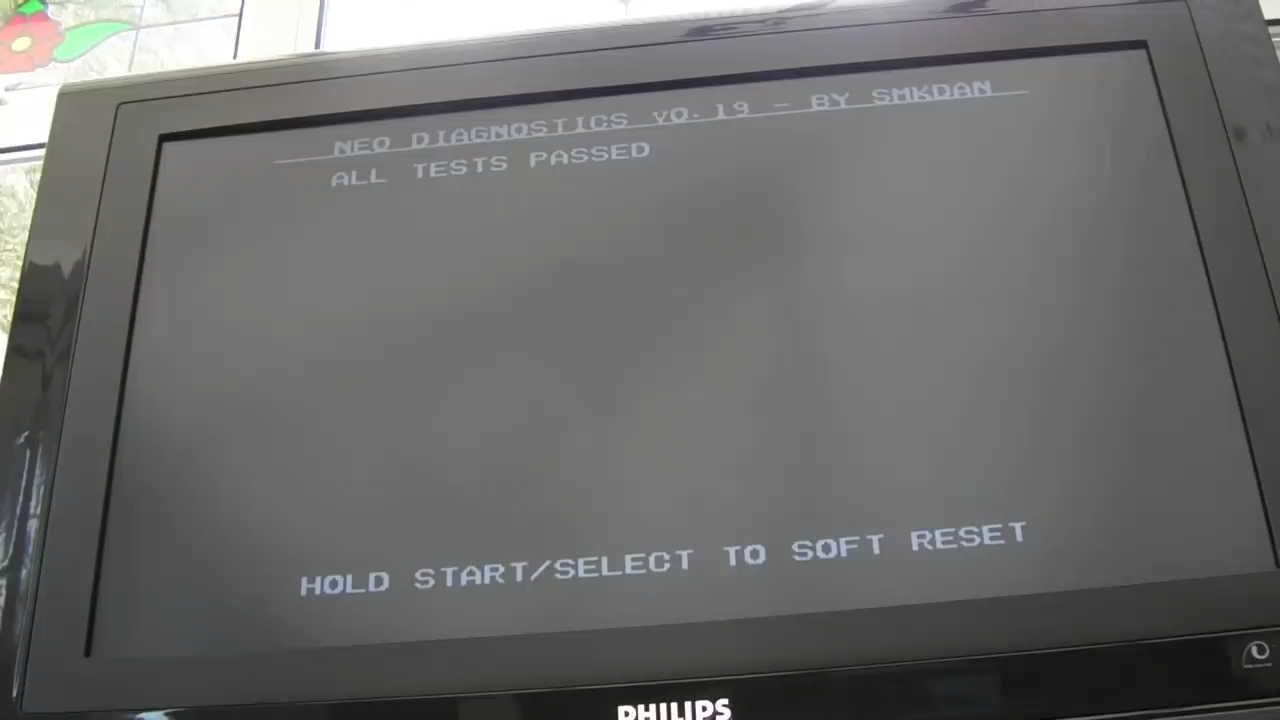 NEO DIAGNOSTICS v0.19 - BY SMKDAN
ALL TESTS PASSED
HOLD START/SELECT TO SOFT RESET
PHILIPS